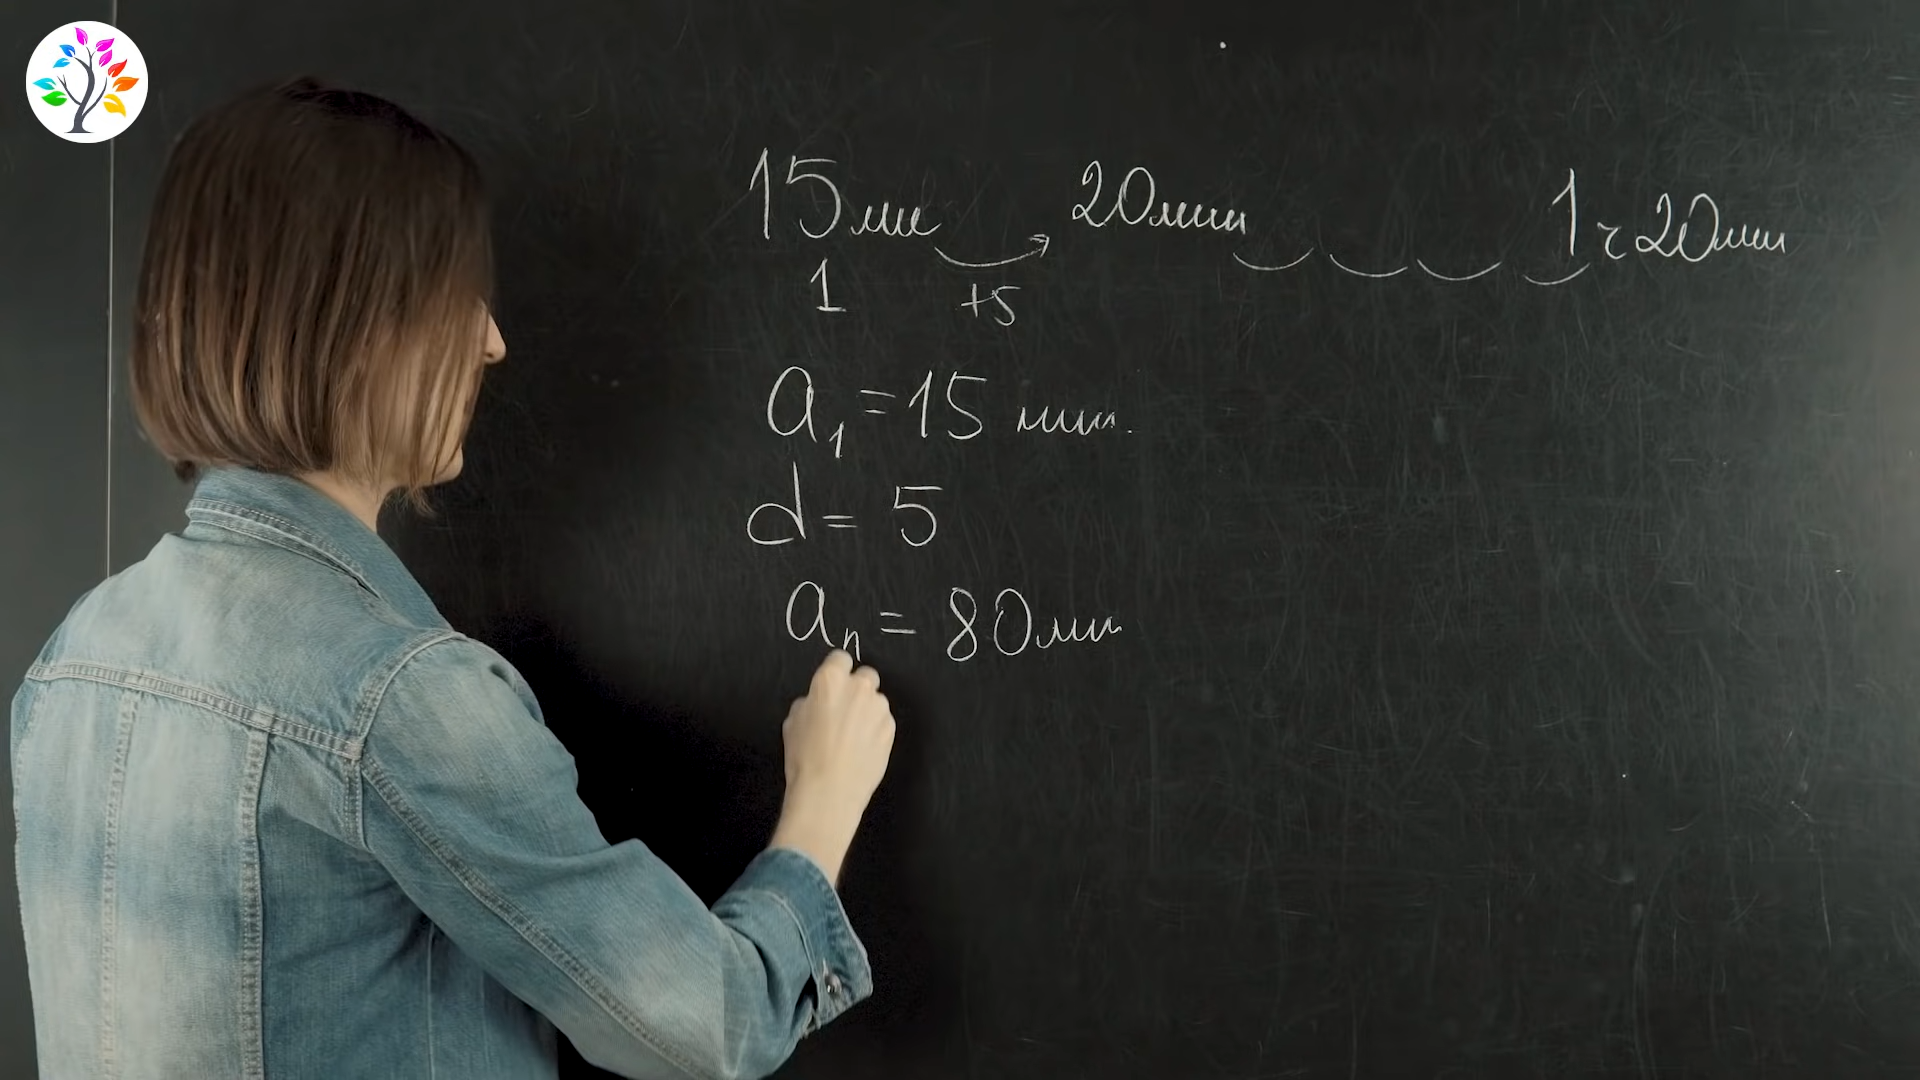 15 мин 20 мин 1 ч 20 мин
1 +5
a₁ = 15 мин.
d = 5
aₙ = 80 мин